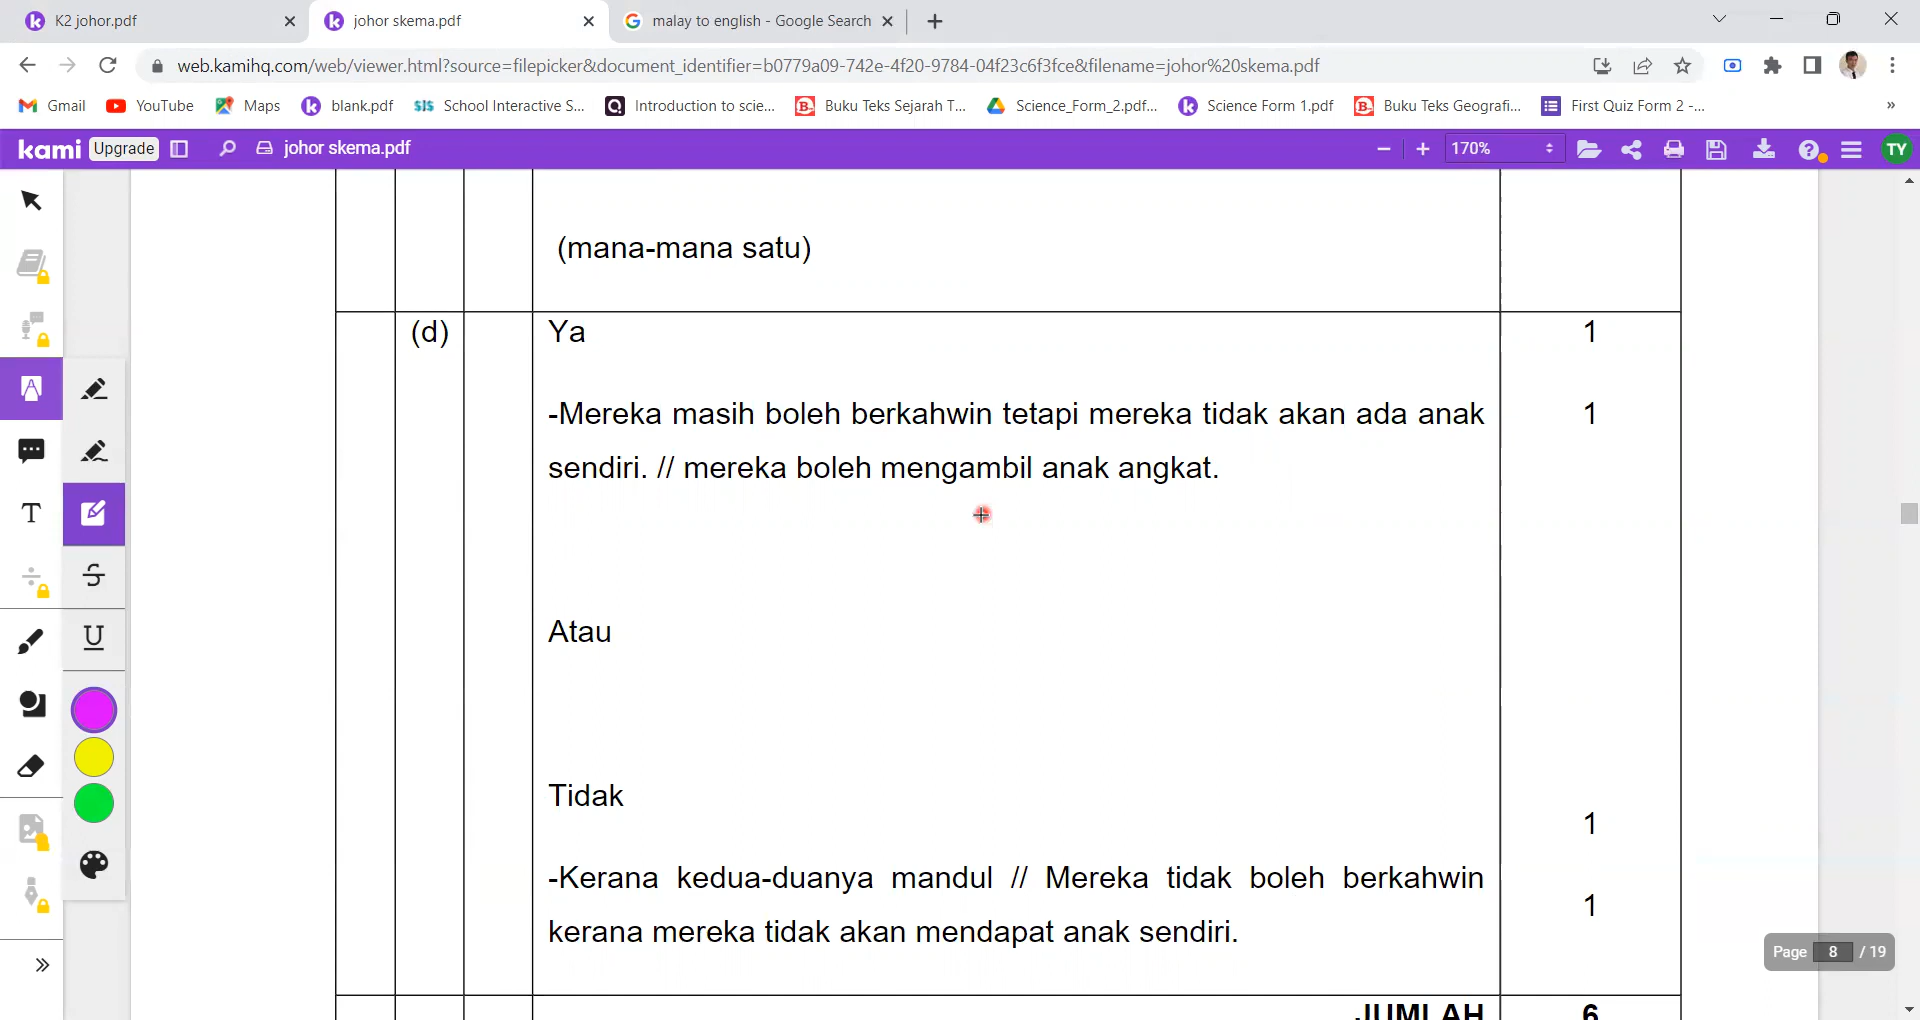 K2 johor.pdf
johor skema.pdf
malay to english - Google Search
web.kamihq.com/web/viewer.html?source=filepicker&document_identifier=b0779a09-742e-4f20-9784-04f23c6f3fce&filename=johor%20skema.pdf
Gmail
YouTube
Maps
blank.pdf
SIS School Interactive S...
Introduction to scie...
Buku Teks Sejarah T...
Science_Form_2.pdf...
Science Form 1.pdf
Buku Teks Geografi...
First Quiz Form 2 -...
»
kami Upgrade johor skema.pdf 170% TY
(mana-mana satu)
(d) Ya 1
-Mereka masih boleh berkahwin tetapi mereka tidak akan ada anak 1
sendiri. // mereka boleh mengambil anak angkat.
Atau
Tidak
1
-Kerana kedua-duanya mandul // Mereka tidak boleh berkahwin
1
kerana mereka tidak akan mendapat anak sendiri.
Page 8 / 19
JUMLAH 6